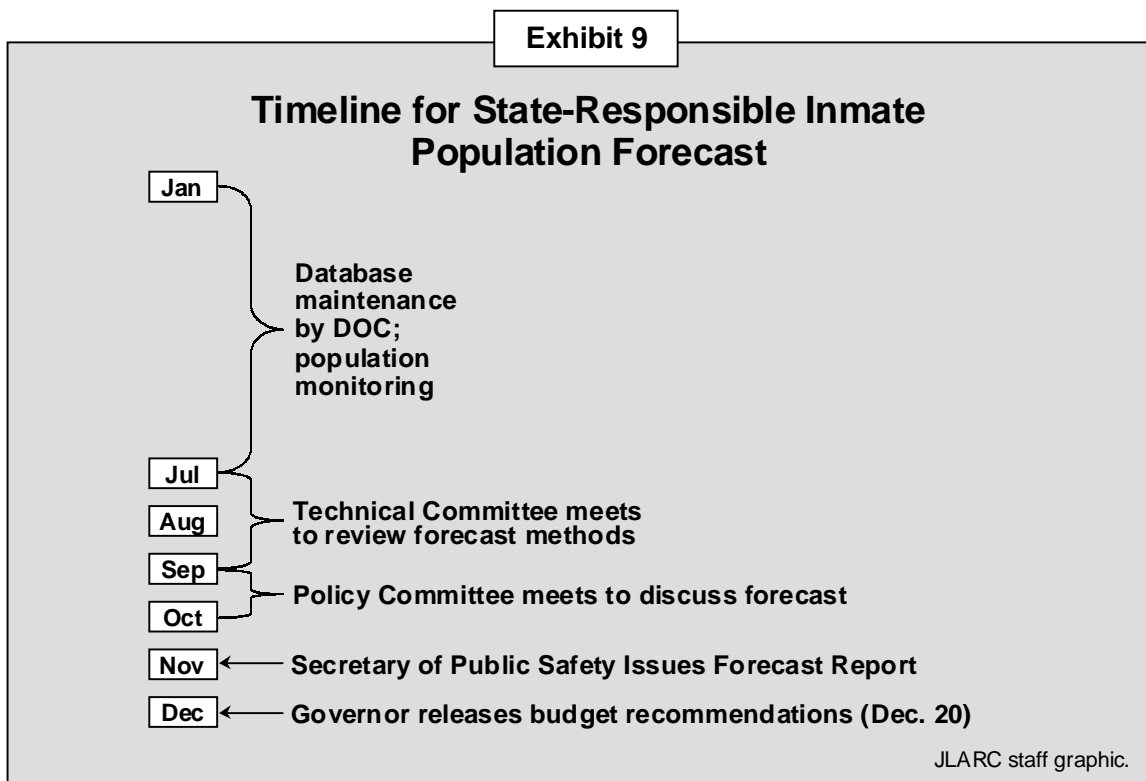 Exhibit 9
Timeline for State-Responsible Inmate
Population Forecast
Jan
Database
maintenance
by DOC;
population
monitoring
Jul
Aug
Technical Committee meets
to review forecast methods
Sep
Policy Committee meets to discuss forecast
Oct
Nov
Secretary of Public Safety Issues Forecast Report
Dec
Governor releases budget recommendations (Dec. 20)
JLARC staff graphic.